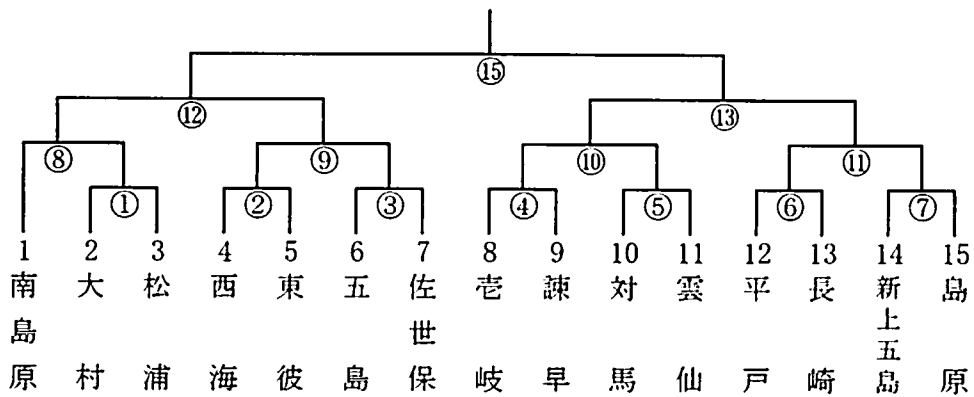 ⑮
⑫ ⑬
⑧ ⑨ ⑩ ⑪
① ② ③ ④ ⑤ ⑥ ⑦
1 2 3 4 5 6 7 8 9 10 11 12 13 14 15
南島原
大村
松浦
西海
東彼
五島
佐世保
壱岐
諫早
対馬
雲仙
平戸
長崎
新上五島
島原